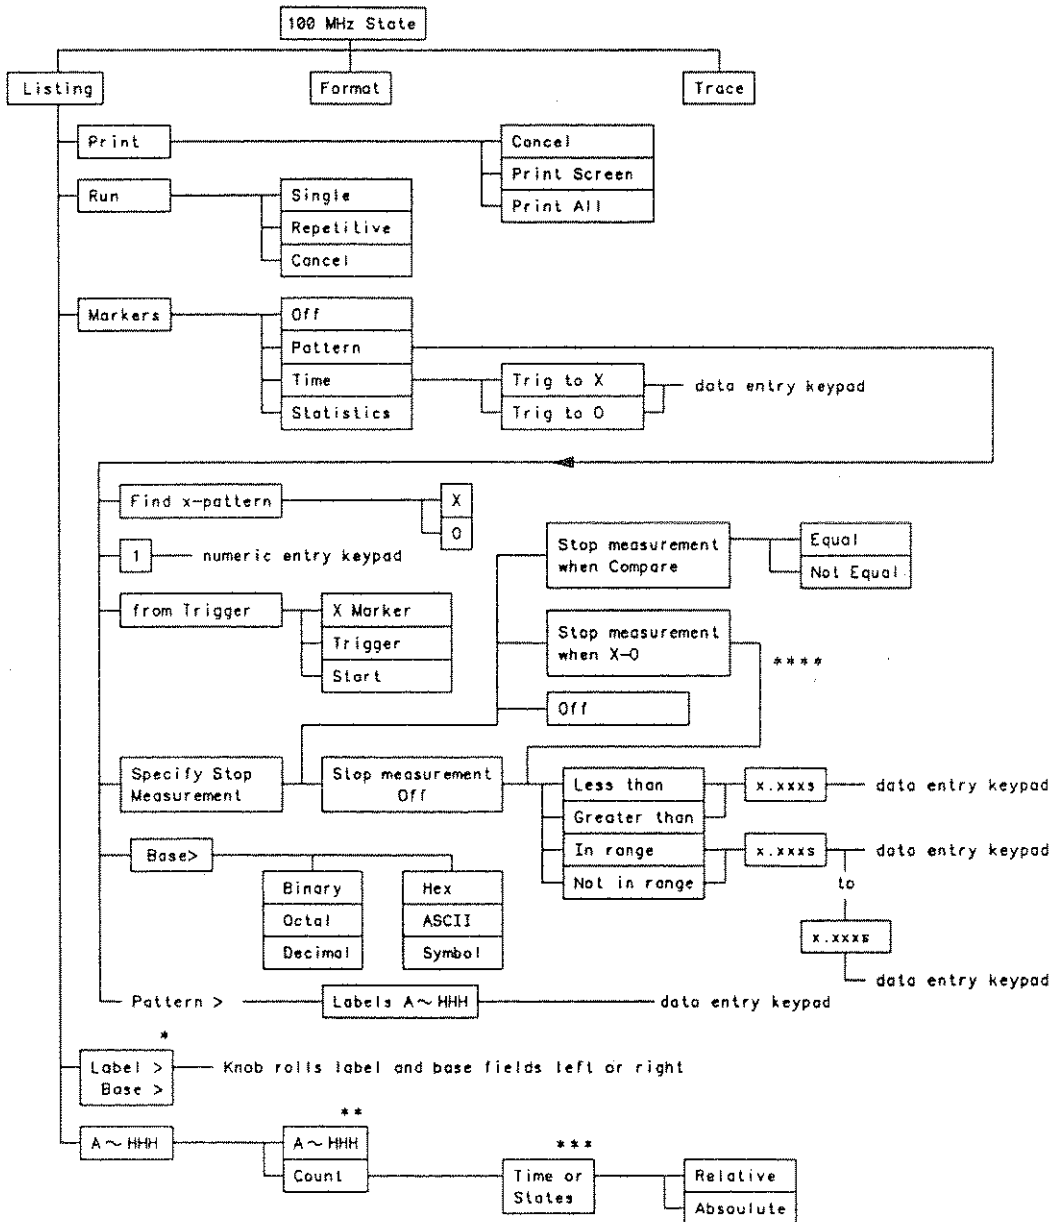 100 MHz State
Listing
Format
Trace
Print
Cancel
Print Screen
Print All
Run
Single
Repetitive
Cancel
Markers
Off
Pattern
Time
Statistics
Trig to X
Trig to O
data entry keypad
Find x-pattern
X
O
1
numeric entry keypad
Stop measurement
when Compare
Equal
Not Equal
from Trigger
X Marker
Trigger
Start
Stop measurement
when X-O
****
Off
Specify Stop
Measurement
Stop measurement
Off
Less than
Greater than
In range
Not in range
x.xxxs
data entry keypad
x.xxxs
data entry keypad
to
x.xxxs
data entry keypad
Base>
Binary
Octal
Decimal
Hex
ASCII
Symbol
Pattern >
Labels A~HHH
data entry keypad
*
Label >
Base >
Knob rolls label and base fields left or right
**
A~HHH
A~HHH
Count
***
Time or
States
Relative
Absoulute